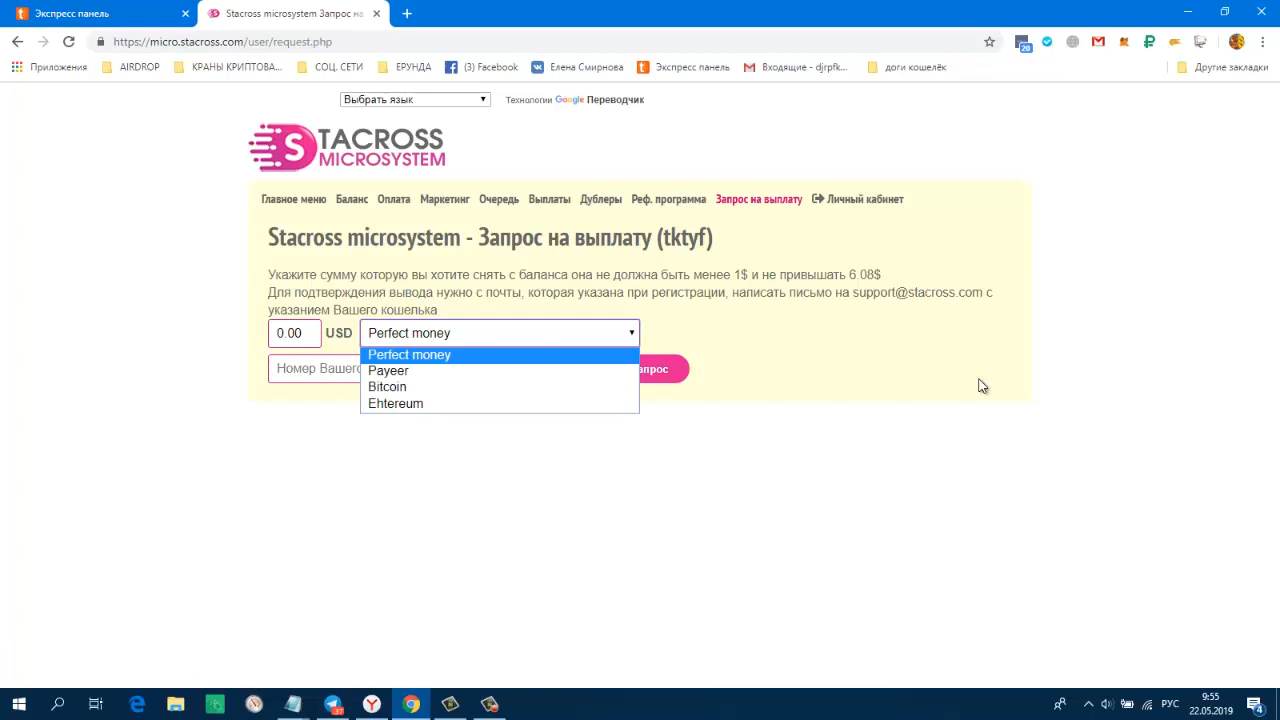 Экспресс панель
Stacross microsystem Запрос на
https://micro.stacross.com/user/request.php
20
Приложения
AIRDROP
КРАНЫ КРИПТОВА...
СОЦ. СЕТИ
ЕРУНДА
(3) Facebook
Елена Смирнова
Экспресс панель
Входящие - djrpfk...
доги кошелёк
Другие закладки
Выбрать язык
Технологии Google Переводчик
STACROSS
MICROSYSTEM
Главное меню Баланс Оплата Маркетинг Очередь Выплаты Дублеры Реф. программа Запрос на выплату Личный кабинет
Stacross microsystem - Запрос на выплату (tktyf)
Укажите сумму которую вы хотите снять с баланса она не должна быть менее 1$ и не привышать 6.08$
Для подтверждения вывода нужно с почты, которая указана при регистрации, написать письмо на support@stacross.com с
указанием Вашего кошелька
0.00 USD Perfect money
Perfect money
Номер Вашего
апрос
Payeer
Bitcoin
Ehtereum
37
РУС
9:55
22.05.2019
4